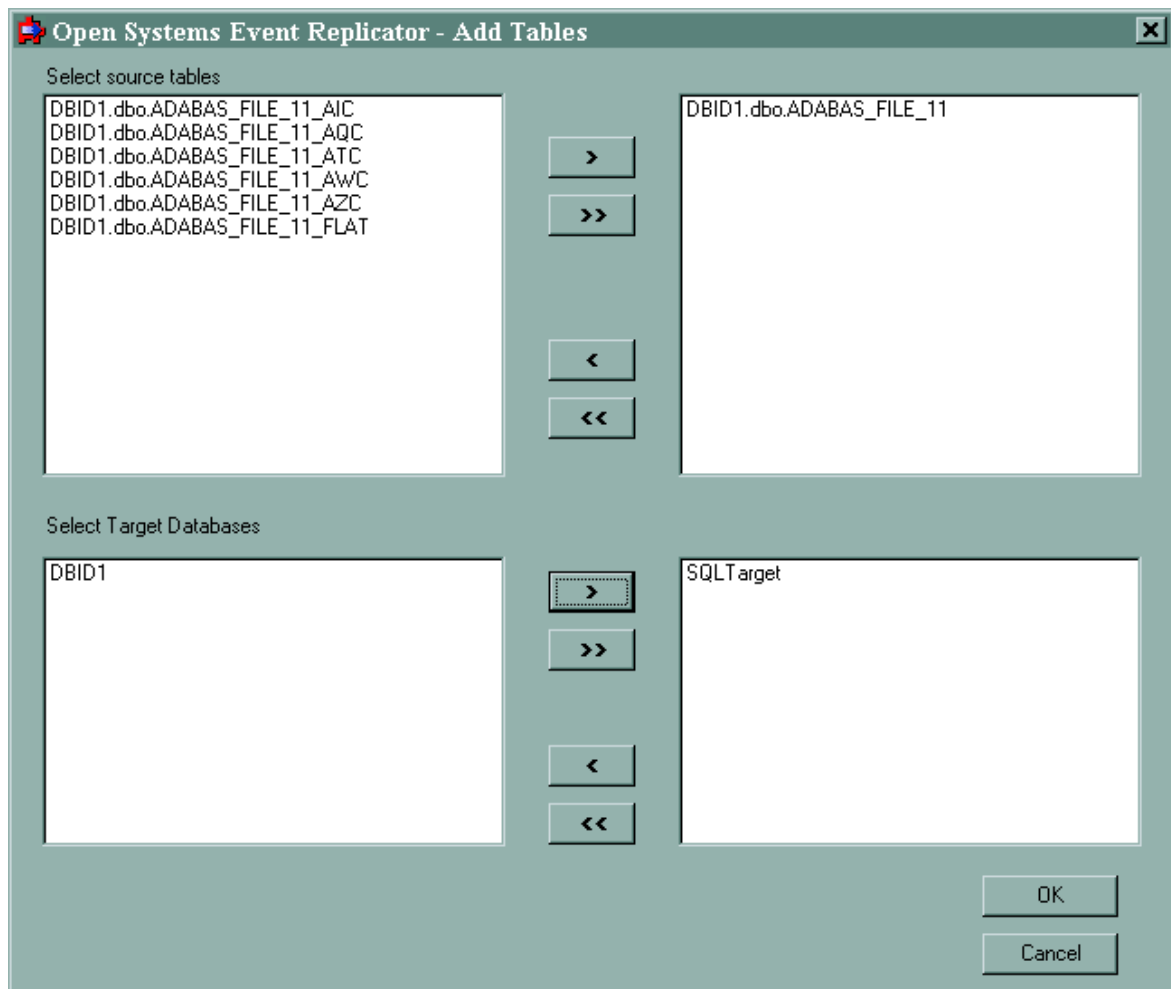 Open Systems Event Replicator - Add Tables
Select source tables
DBID1.dbo.ADABAS_FILE_11_AIC
DBID1.dbo.ADABAS_FILE_11_AQC
DBID1.dbo.ADABAS_FILE_11_ATC
DBID1.dbo.ADABAS_FILE_11_AWC
DBID1.dbo.ADABAS_FILE_11_AZC
DBID1.dbo.ADABAS_FILE_11_FLAT
>
>>
<
<<
DBID1.dbo.ADABAS_FILE_11
Select Target Databases
DBID1
>
>>
<
<<
SQLTarget
OK
Cancel